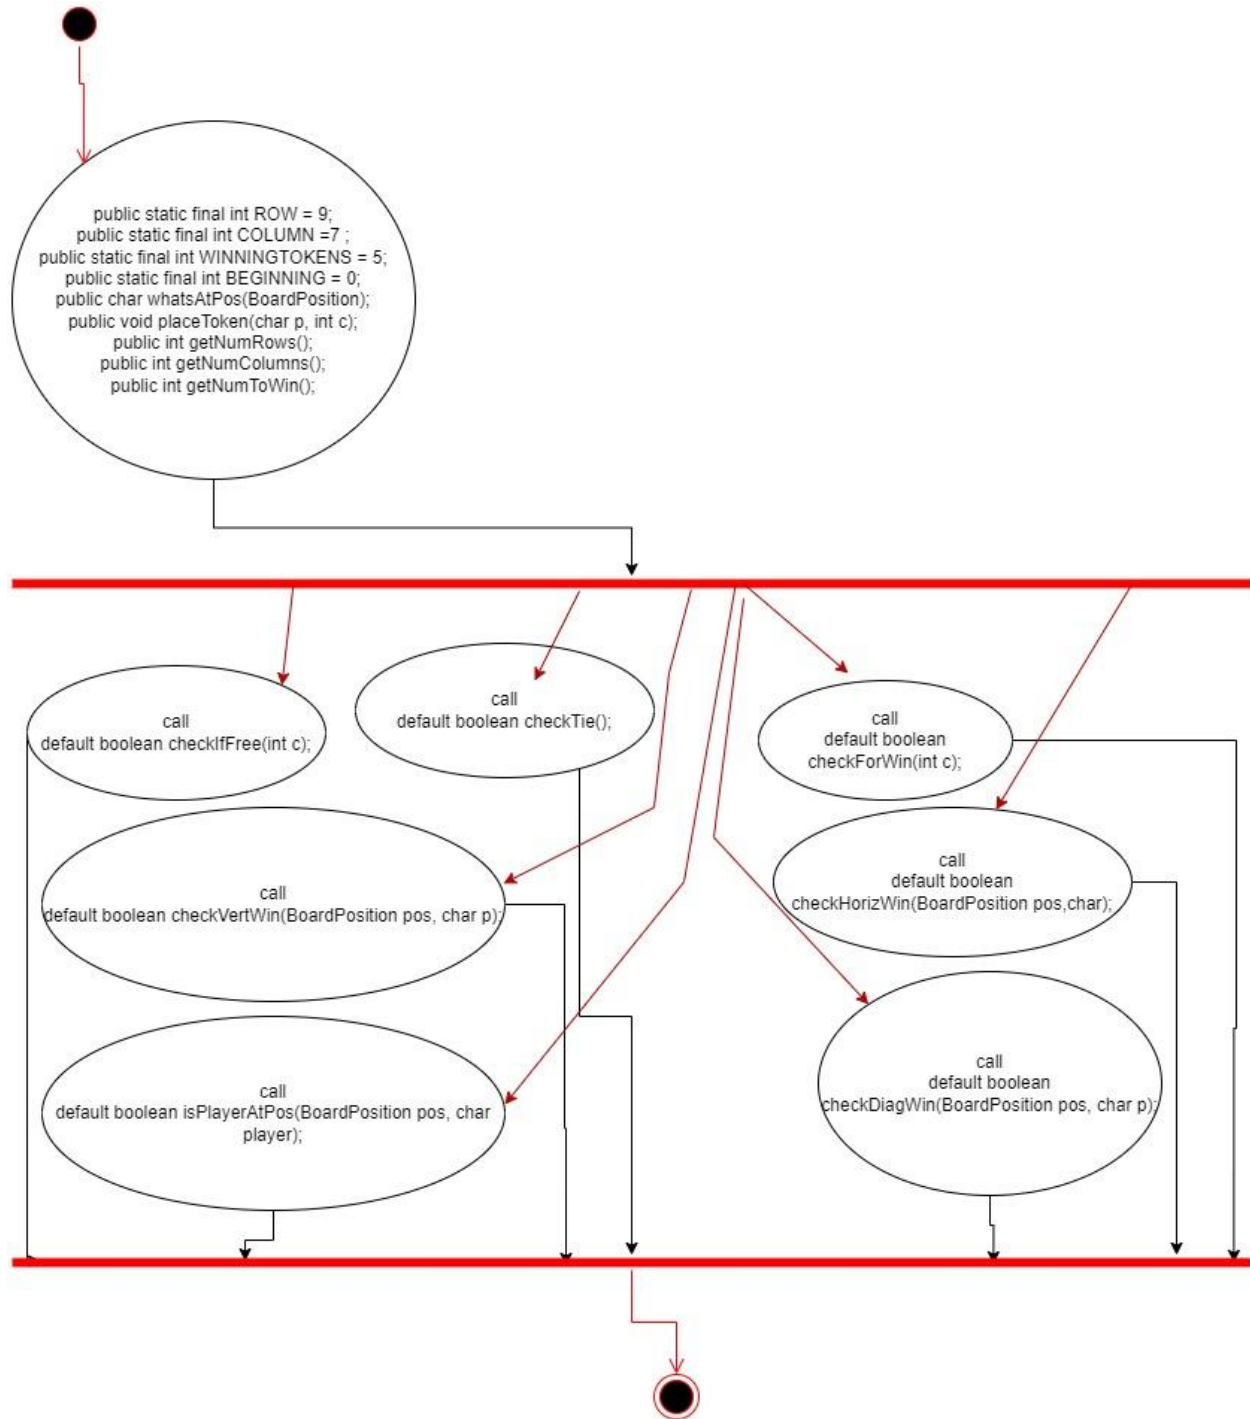 public static final int ROW = 9;
public static final int COLUMN =7 ;
public static final int WINNINGTOKENS = 5;
public static final int BEGINNING = 0;
public char whatsAtPos(BoardPosition);
public void placeToken(char p, int c);
public int getNumRows();
public int getNumColumns();
public int getNumToWin();
call
default boolean checkIfFree(int c);
call
default boolean checkTie();
call
default boolean
checkForWin(int c);
call
default boolean checkVertWin(BoardPosition pos, char p);
call
default boolean
checkHorizWin(BoardPosition pos,char);
call
default boolean isPlayerAtPos(BoardPosition pos, char
player);
call
default boolean
checkDiagWin(BoardPosition pos, char p);